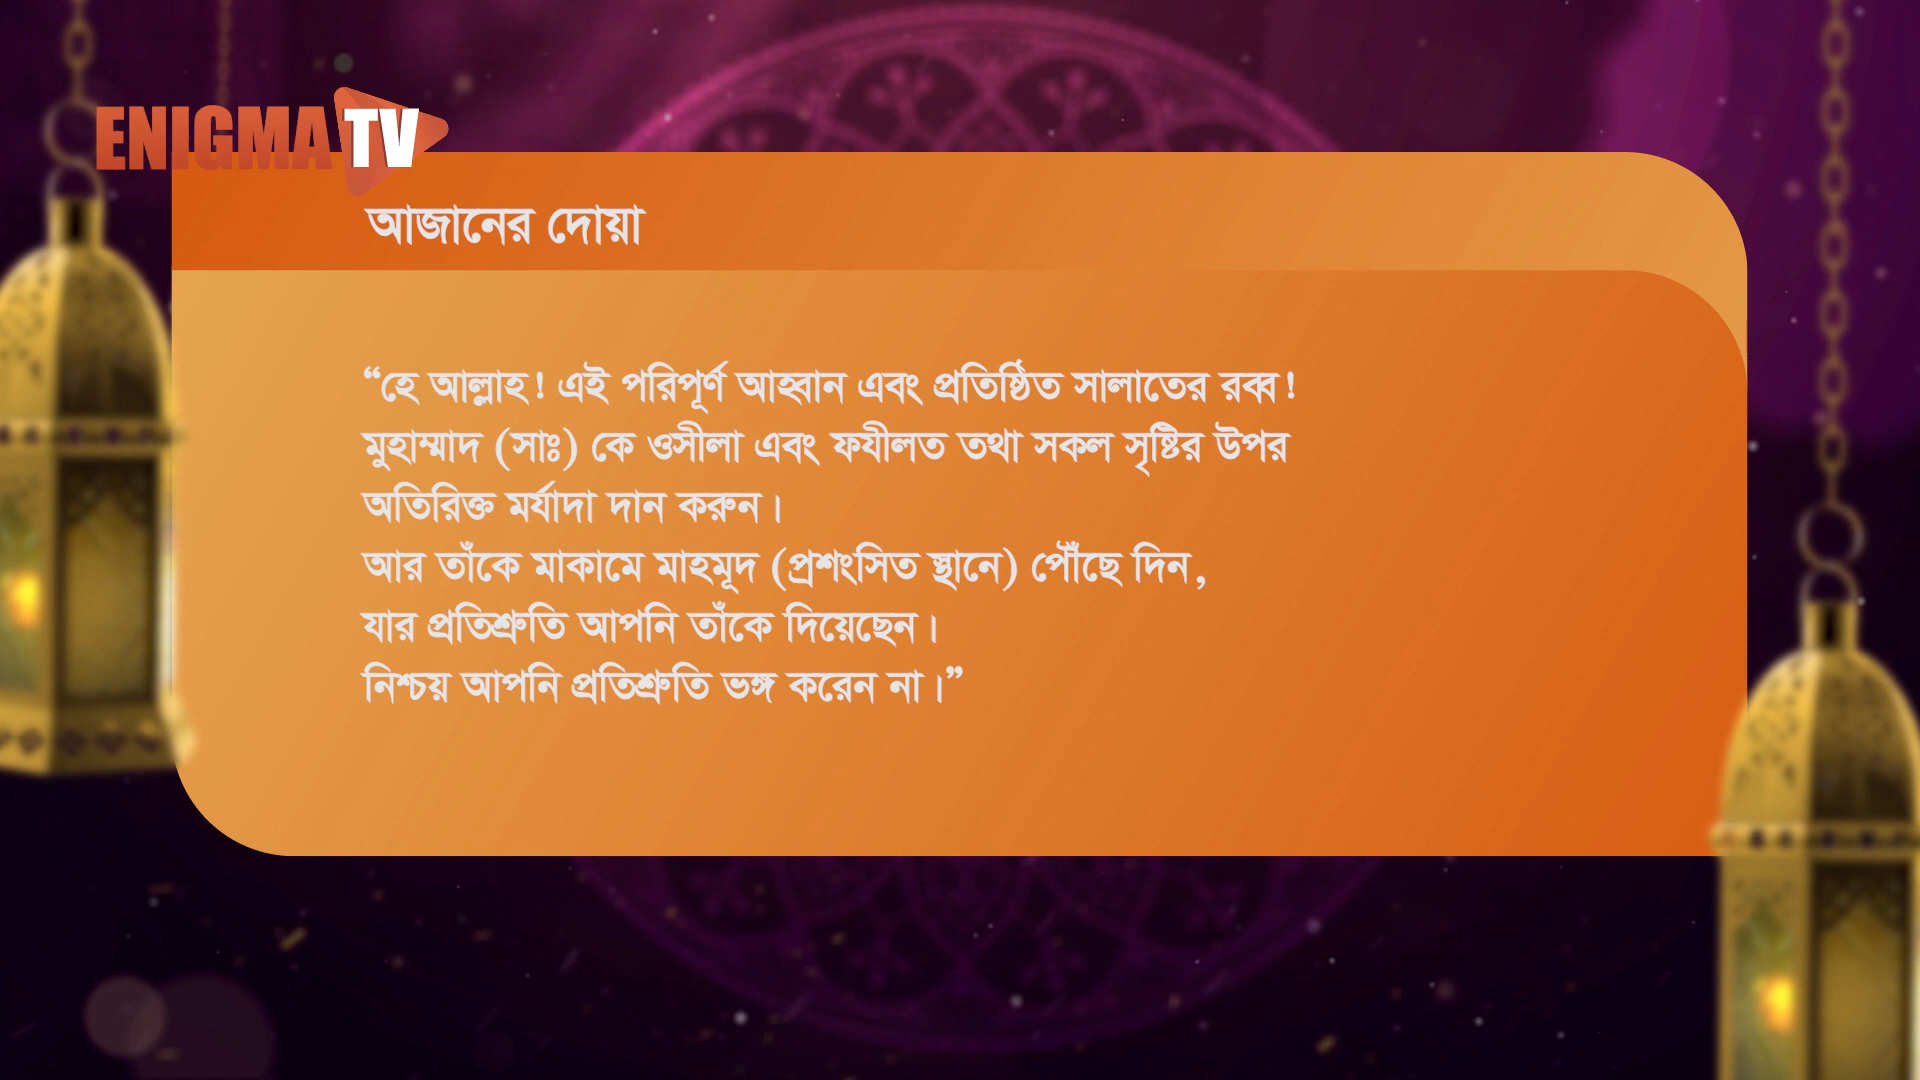 ENIGMA TV
আজানের দোয়া
“হে আল্লাহ! এই পরিপূর্ণ আহ্বান এবং প্রতিষ্ঠিত সালাতের রব্ব!
মুহাম্মাদ (সাঃ) কে ওসীলা এবং ফযীলত তথা সকল সৃষ্টির উপর
অতিরিক্ত মর্যাদা দান করুন।
আর তাঁকে মাকামে মাহমূদ (প্রশংসিত স্থানে) পৌঁছে দিন,
যার প্রতিশ্রুতি আপনি তাঁকে দিয়েছেন।
নিশ্চয় আপনি প্রতিশ্রুতি ভঙ্গ করেন না।”